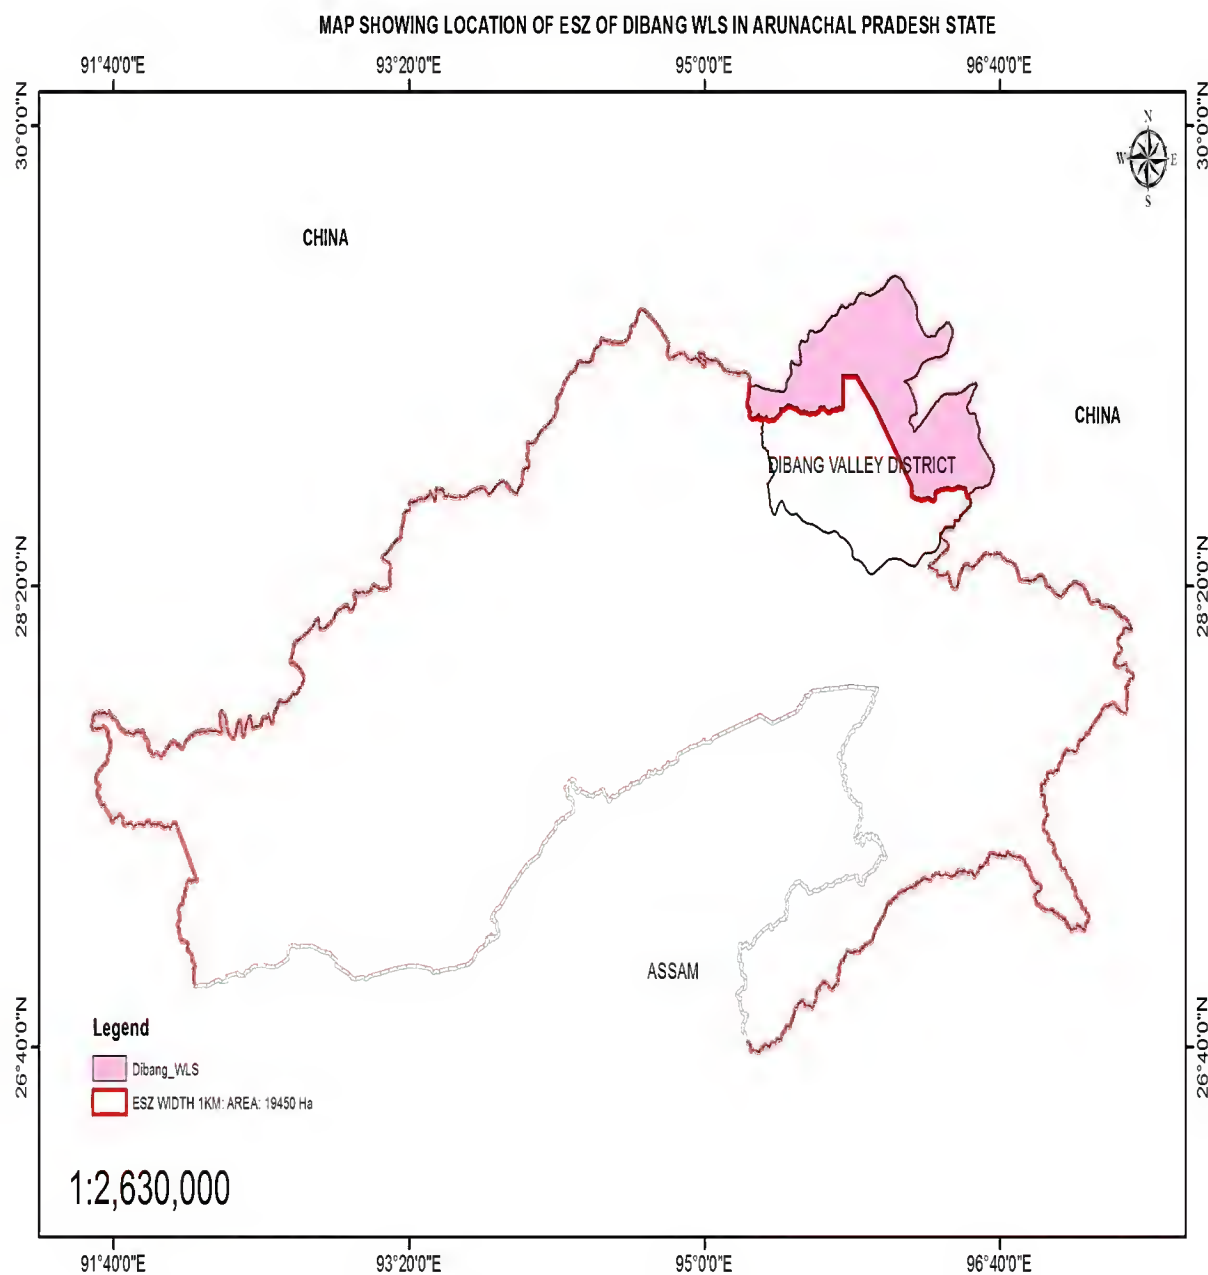 MAP SHOWING LOCATION OF ESZ OF DIBANG WLS IN ARUNACHAL PRADESH STATE
91°40'0"E 93°20'0"E 95°0'0"E 96°40'0"E
30°0'0"N 30°0'0"N
N
W E
S
CHINA
CHINA
DIBANG VALLEY DISTRICT
28°20'0"N 28°20'0"N
ASSAM
Legend
26°40'0"N 26°40'0"N
Dibang_WLS
ESZ WIDTH 1KM: AREA: 19450 Ha
1:2,630,000
91°40'0"E 93°20'0"E 95°0'0"E 96°40'0"E